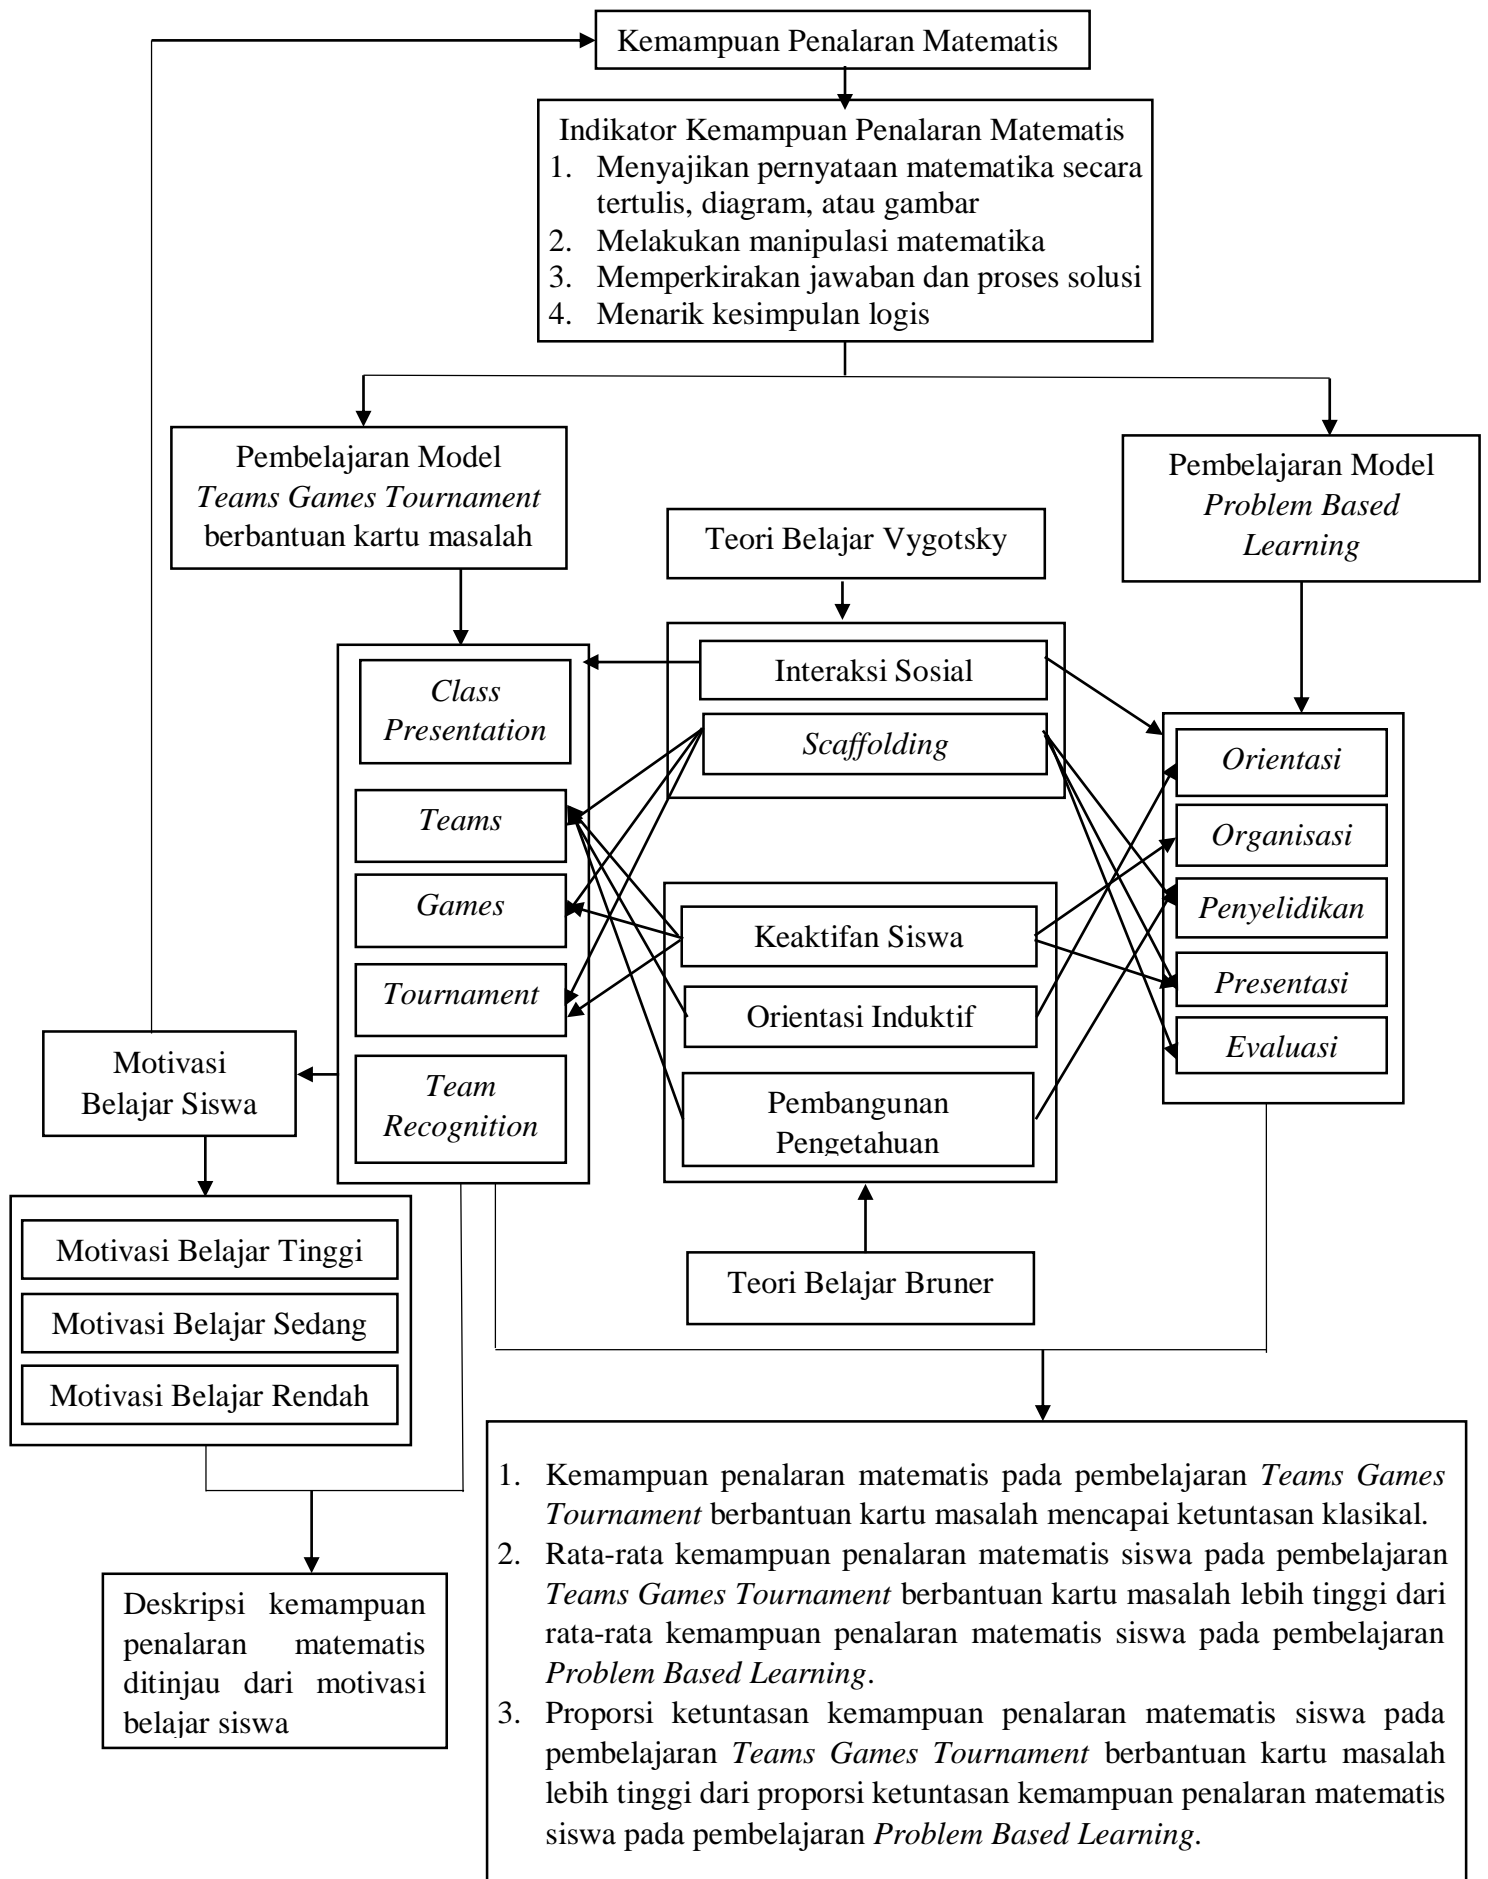 Kemampuan Penalaran Matematis
Indikator Kemampuan Penalaran Matematis
1. Menyajikan pernyataan matematika secara
tertulis, diagram, atau gambar
2. Melakukan manipulasi matematika
3. Memperkirakan jawaban dan proses solusi
4. Menarik kesimpulan logis
Pembelajaran Model
Teams Games Tournament
berbantuan kartu masalah
Pembelajaran Model
Problem Based
Learning
Teori Belajar Vygotsky
Interaksi Sosial
Scaffolding
Class
Presentation
Teams
Games
Tournament
Team
Recognition
Orientasi
Organisasi
Penyelidikan
Presentasi
Evaluasi
Keaktifan Siswa
Orientasi Induktif
Pembangunan
Pengetahuan
Teori Belajar Bruner
Motivasi
Belajar Siswa
Motivasi Belajar Tinggi
Motivasi Belajar Sedang
Motivasi Belajar Rendah
Deskripsi kemampuan
penalaran matematis
ditinjau dari motivasi
belajar siswa
1. Kemampuan penalaran matematis pada pembelajaran Teams Games
Tournament berbantuan kartu masalah mencapai ketuntasan klasikal.
2. Rata-rata kemampuan penalaran matematis siswa pada pembelajaran
Teams Games Tournament berbantuan kartu masalah lebih tinggi dari
rata-rata kemampuan penalaran matematis siswa pada pembelajaran
Problem Based Learning.
3. Proporsi ketuntasan kemampuan penalaran matematis siswa pada
pembelajaran Teams Games Tournament berbantuan kartu masalah
lebih tinggi dari proporsi ketuntasan kemampuan penalaran matematis
siswa pada pembelajaran Problem Based Learning.